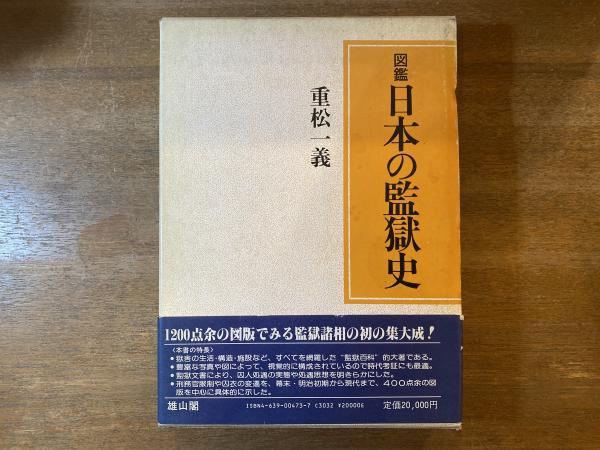 図鑑
日本の監獄史
重松一義
1200点余の図版でみる監獄諸相の初の集大成!
〈本書の特長〉
●獄舎の生活・構造・施設など、すべてを網羅した“監獄百科”的大著である。
●豊富な写真や図によって、視覚的に構成されているので時代考証にも最適。
●監獄文書により、囚人処遇の実態や処遇思想を明きらかにした。
●刑務官服制や囚衣の変遷を、幕末・明治初期から現代まで、400点余の図
版を中心に具体的に示した。
雄山閣
ISBN4-639-00473-7 C3032 ¥20000E
定価20,000円